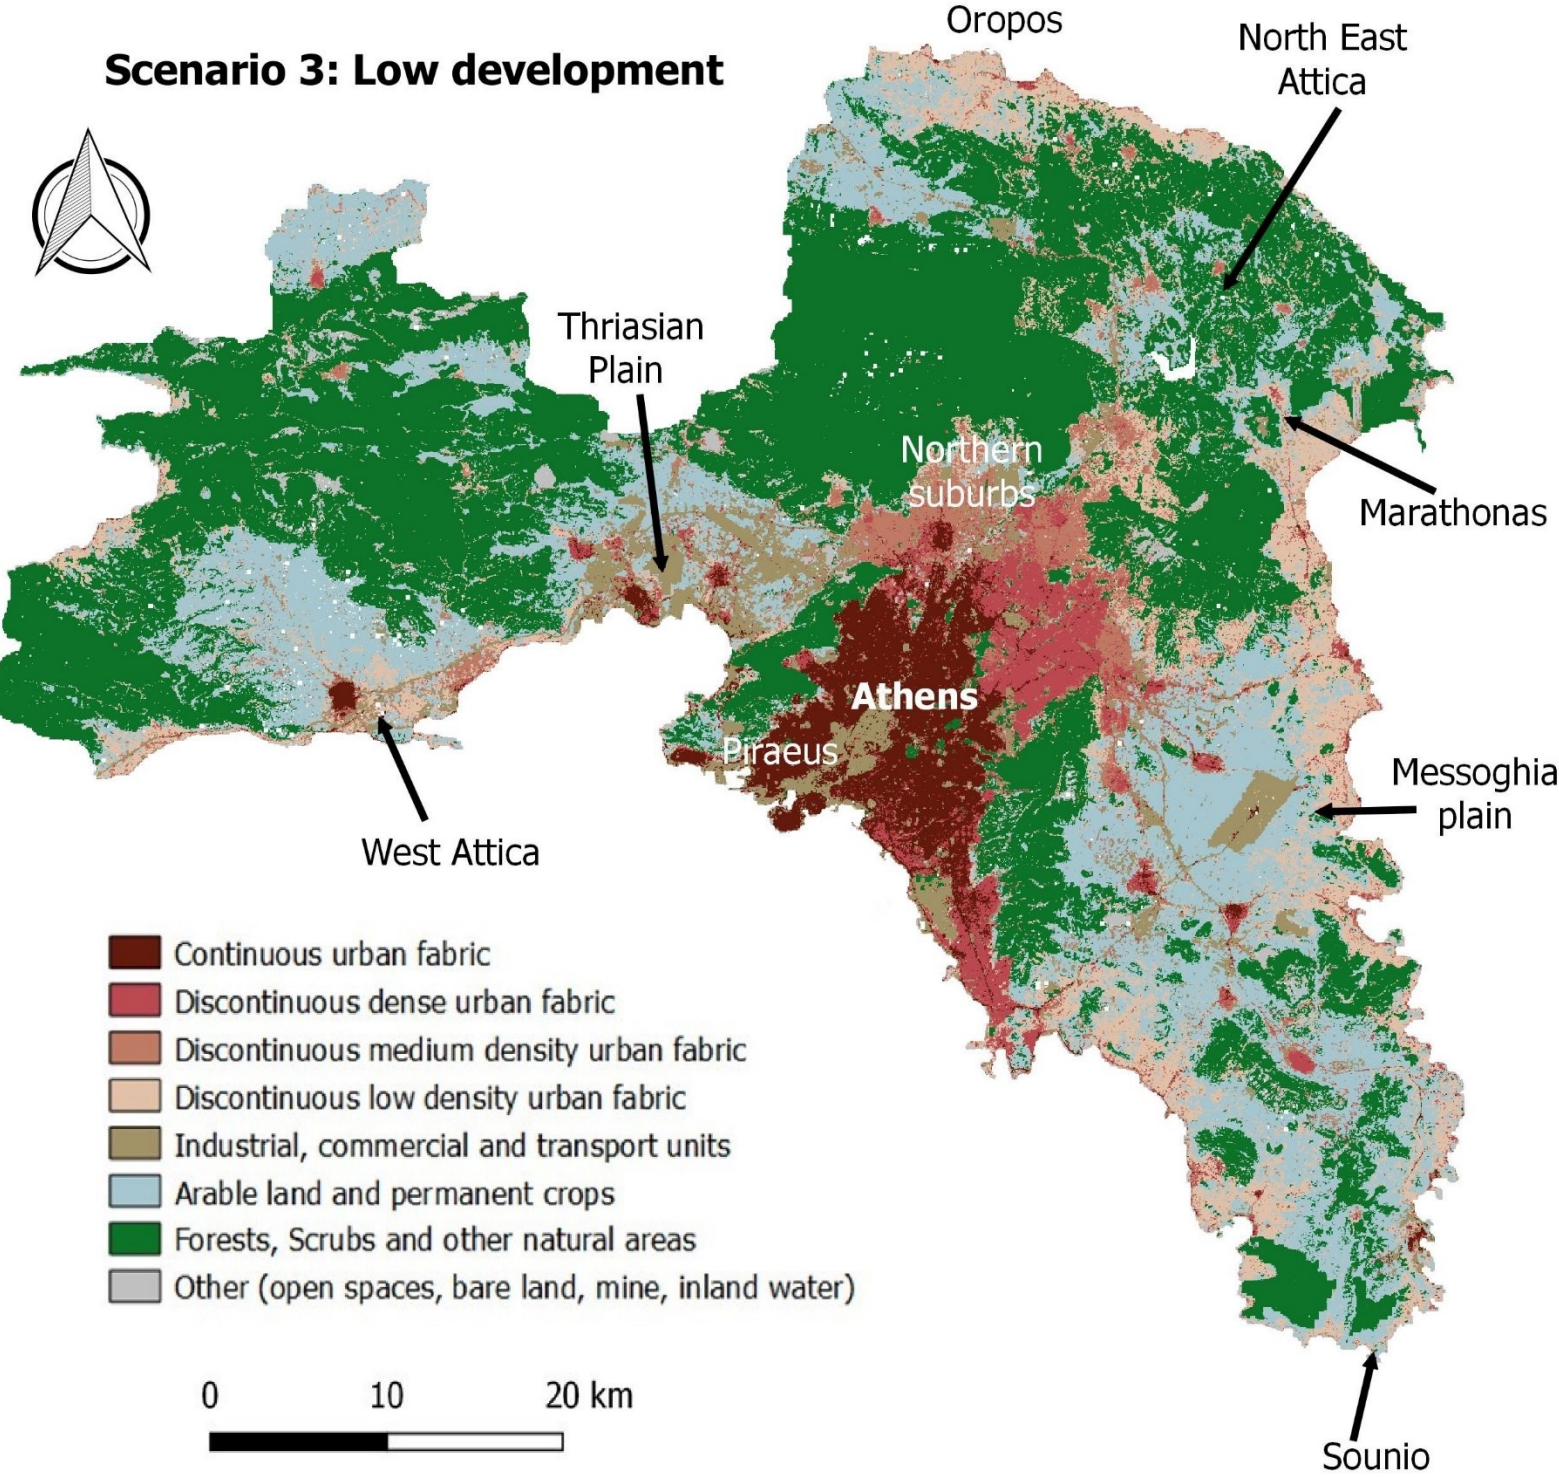 Oropos
North East
Attica
Scenario 3: Low development
Thriasian
Plain
Northern
suburbs
Marathonas
Athens
Piraeus
Messoghia
plain
West Attica
Continuous urban fabric
Discontinuous dense urban fabric
Discontinuous medium density urban fabric
Discontinuous low density urban fabric
Industrial, commercial and transport units
Arable land and permanent crops
Forests, Scrubs and other natural areas
Other (open spaces, bare land, mine, inland water)
0 10 20 km
Sounio